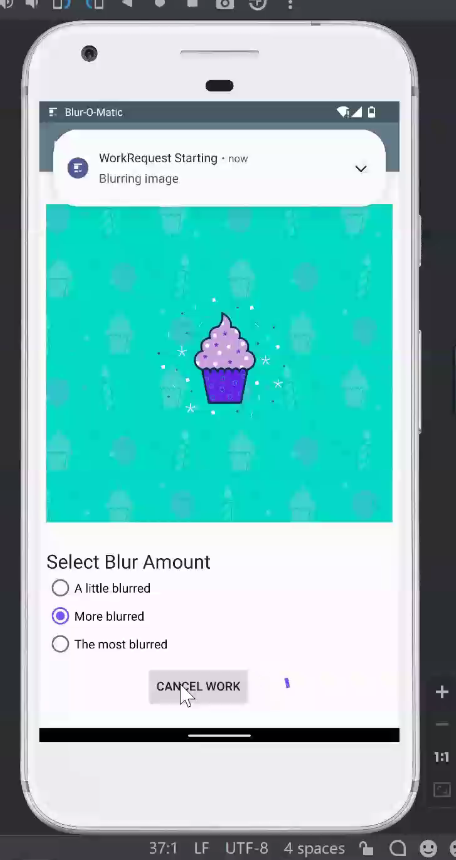 Blur-O-Matic
WorkRequest Starting • now
Blurring image
Select Blur Amount
A little blurred
More blurred
The most blurred
CANCEL WORK
1:1
37:1 LF UTF-8 4 spaces